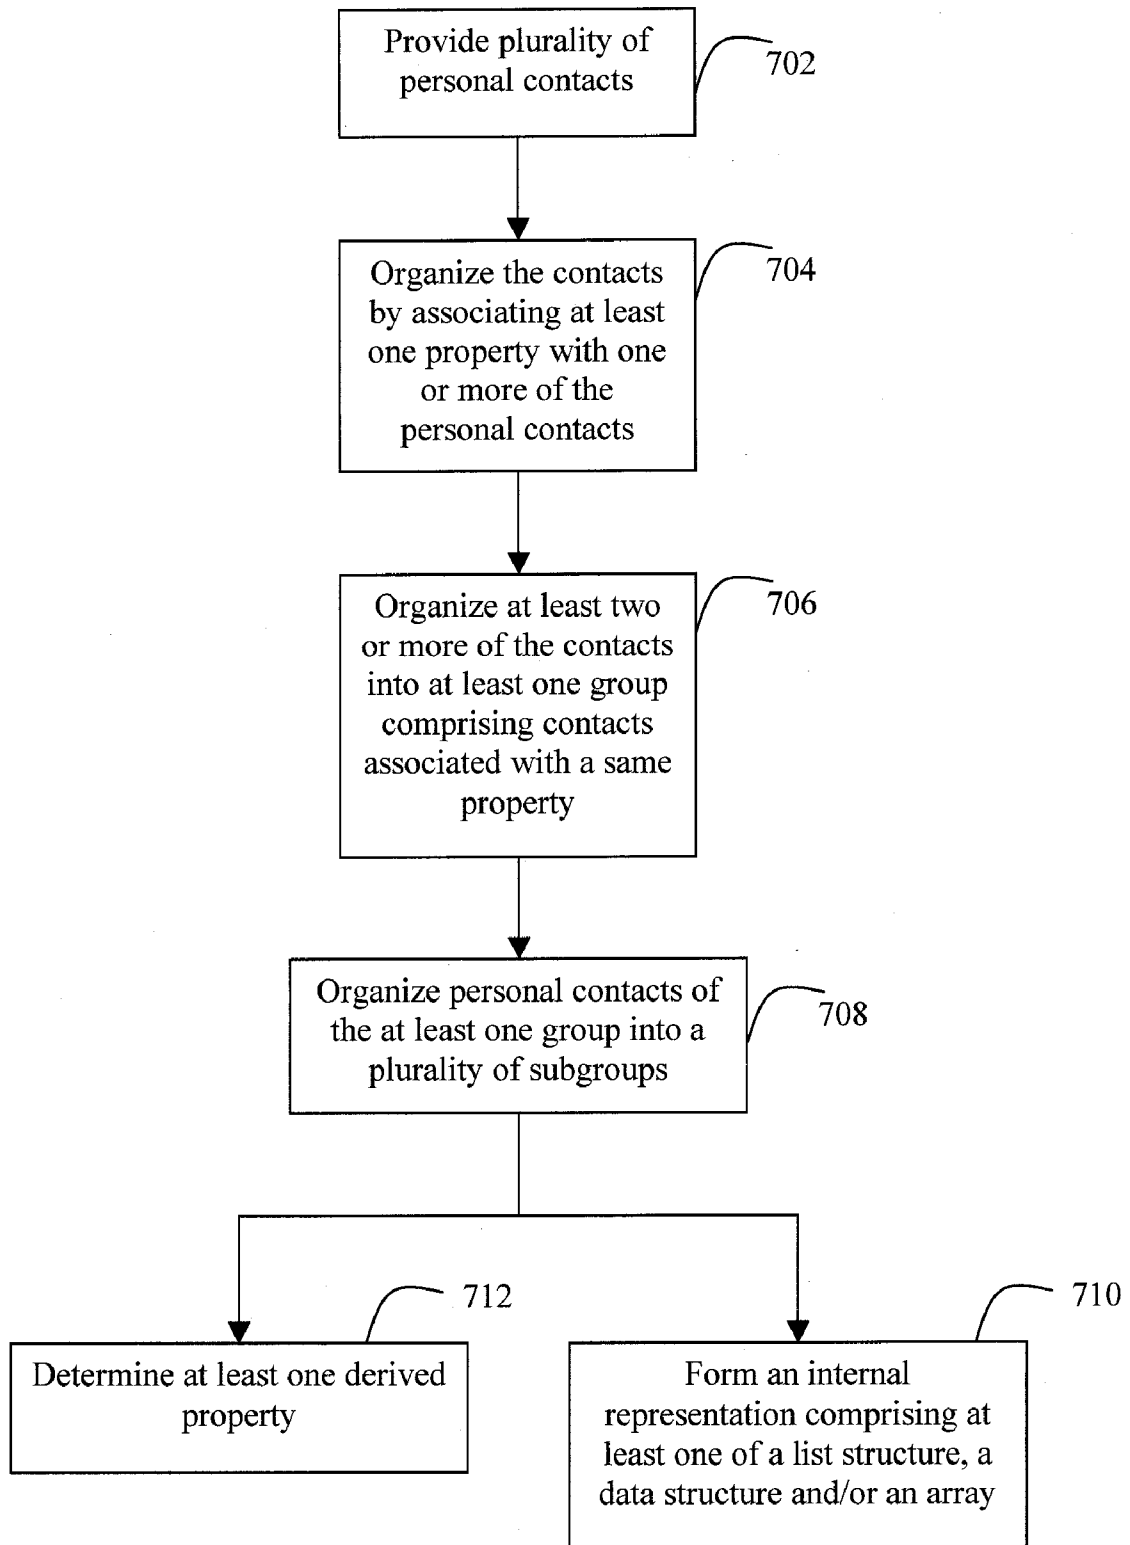 Provide plurality of
personal contacts
702
Organize the contacts
by associating at least
one property with one
or more of the
personal contacts
704
Organize at least two
or more of the contacts
into at least one group
comprising contacts
associated with a same
property
706
Organize personal contacts of
the at least one group into a
plurality of subgroups
708
712
Determine at least one derived
property
710
Form an internal
representation comprising at
least one of a list structure, a
data structure and/or an array